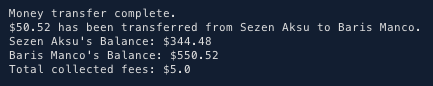 Money transfer complete.
$50.52 has been transferred from Sezen Aksu to Baris Manco.
Sezen Aksu's Balance: $344.48
Baris Manco's Balance: $550.52
Total collected fees: $5.0